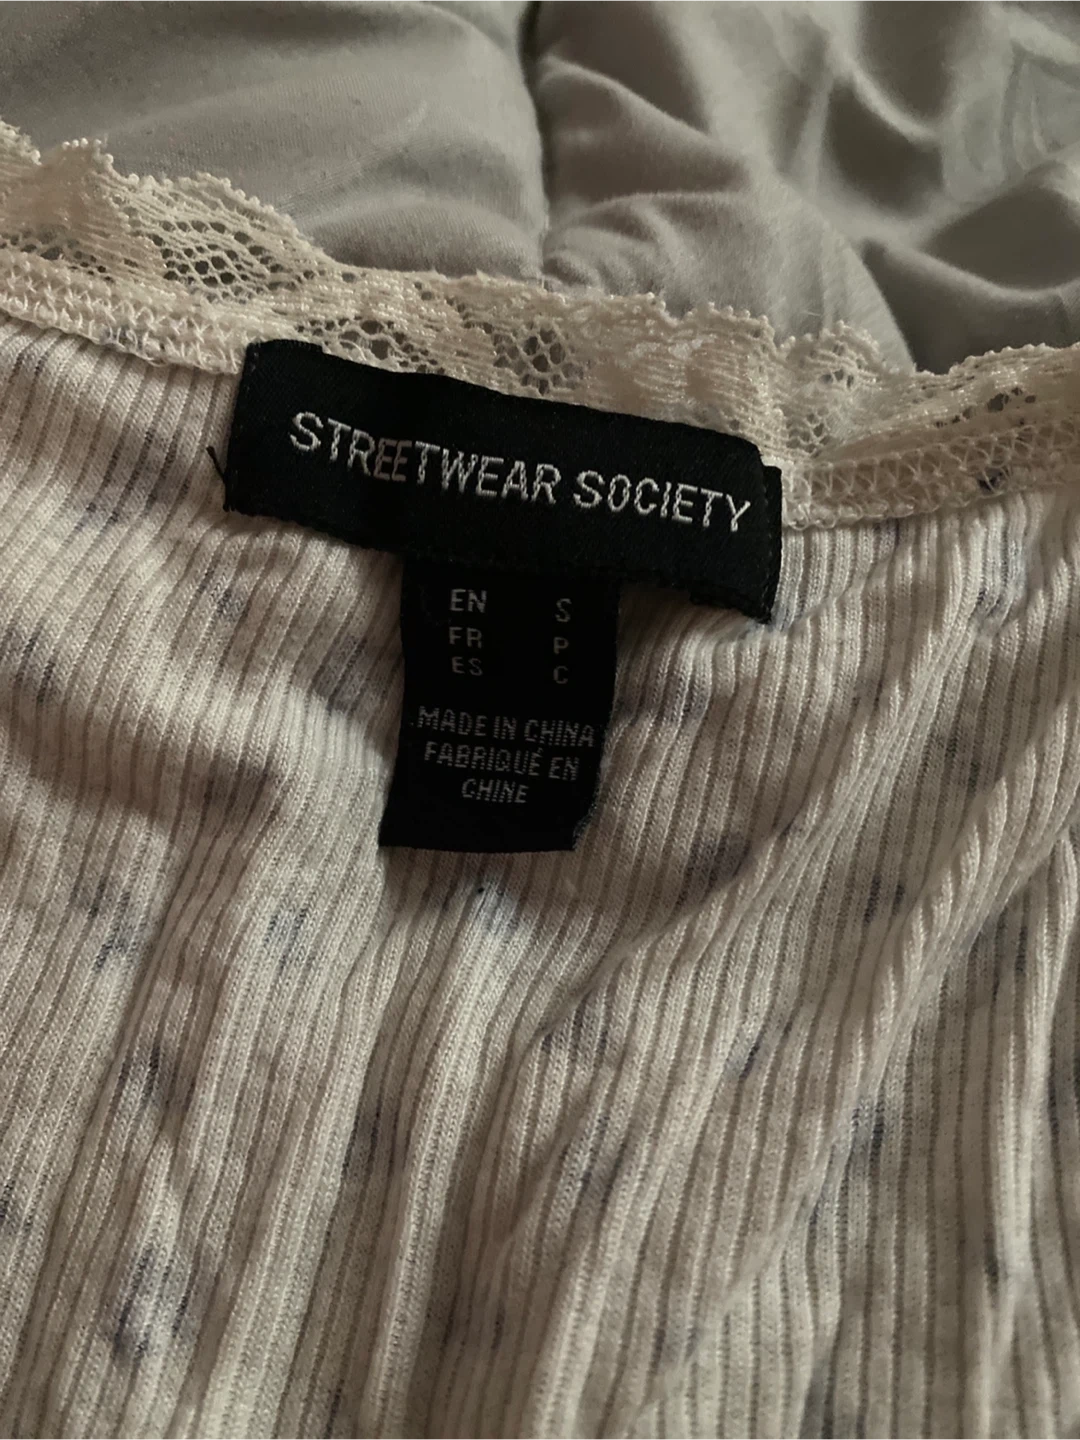 STREETWEAR SOCIETY
EN S
FR P
ES C
MADE IN CHINA
FABRIQUÉ EN
CHINE